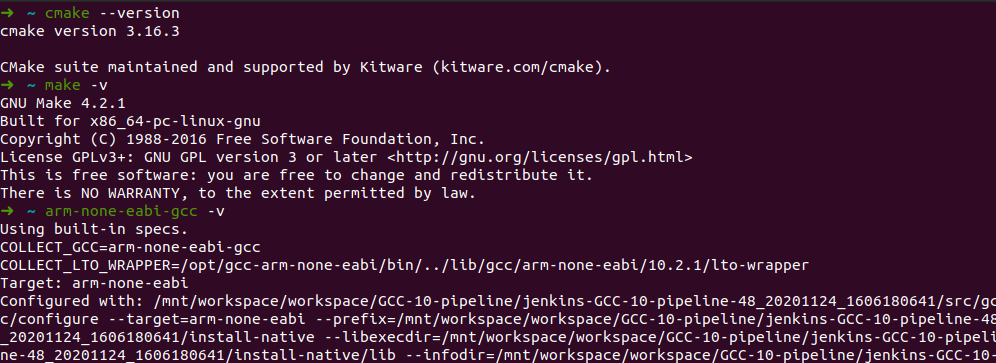 ➜ ~ cmake --version
cmake version 3.16.3
CMake suite maintained and supported by Kitware (kitware.com/cmake).
➜ ~ make -v
GNU Make 4.2.1
Built for x86_64-pc-linux-gnu
Copyright (C) 1988-2016 Free Software Foundation, Inc.
License GPLv3+: GNU GPL version 3 or later <http://gnu.org/licenses/gpl.html>
This is free software: you are free to change and redistribute it.
There is NO WARRANTY, to the extent permitted by law.
➜ ~ arm-none-eabi-gcc -v
Using built-in specs.
COLLECT_GCC=arm-none-eabi-gcc
COLLECT_LTO_WRAPPER=/opt/gcc-arm-none-eabi/bin/../lib/gcc/arm-none-eabi/10.2.1/lto-wrapper
Target: arm-none-eabi
Configured with: /mnt/workspace/workspace/GCC-10-pipeline/jenkins-GCC-10-pipeline-48_20201124_1606180641/src/gc
c/configure --target=arm-none-eabi --prefix=/mnt/workspace/workspace/GCC-10-pipeline/jenkins-GCC-10-pipeline-48
_20201124_1606180641/install-native --libexecdir=/mnt/workspace/workspace/GCC-10-pipeline/jenkins-GCC-10-pipeli
ne-48_20201124_1606180641/install-native/lib --infodir=/mnt/workspace/workspace/GCC-10-pipeline/jenkins-GCC-10